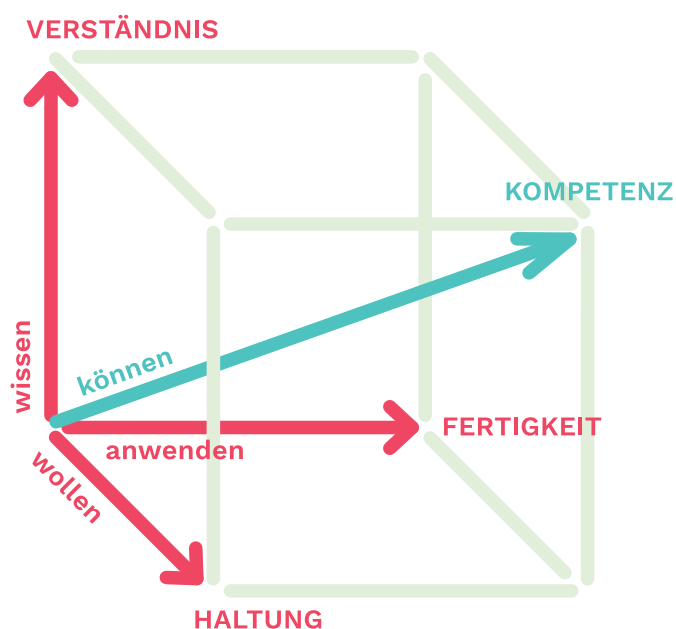 VERSTÄNDNIS
KOMPETENZ
wissen
können
FERTIGKEIT
anwenden
wollen
HALTUNG